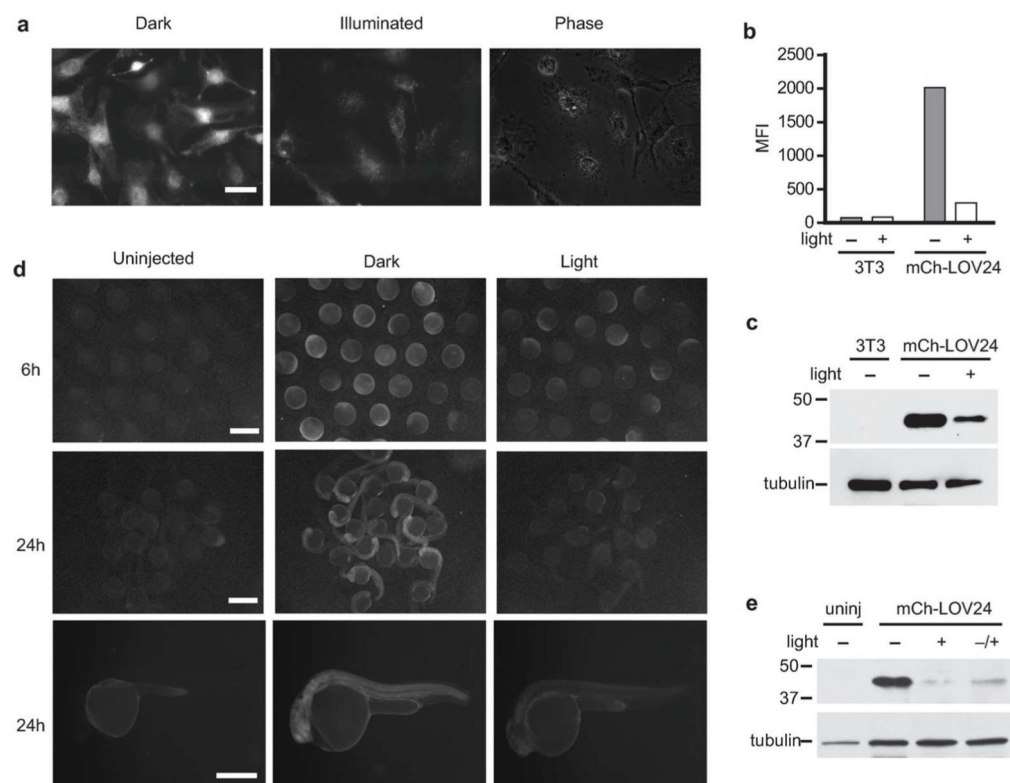 a
Dark Illuminated Phase
b
2500
2000
1500
1000
500
0
MFI
light – + – +
3T3 mCh-LOV24
c
3T3 mCh-LOV24
light – – +
50
37
tubulin
d
Uninjected Dark Light
6h
24h
24h
e
uninj mCh-LOV24
light – – + –/+
50
37
tubulin